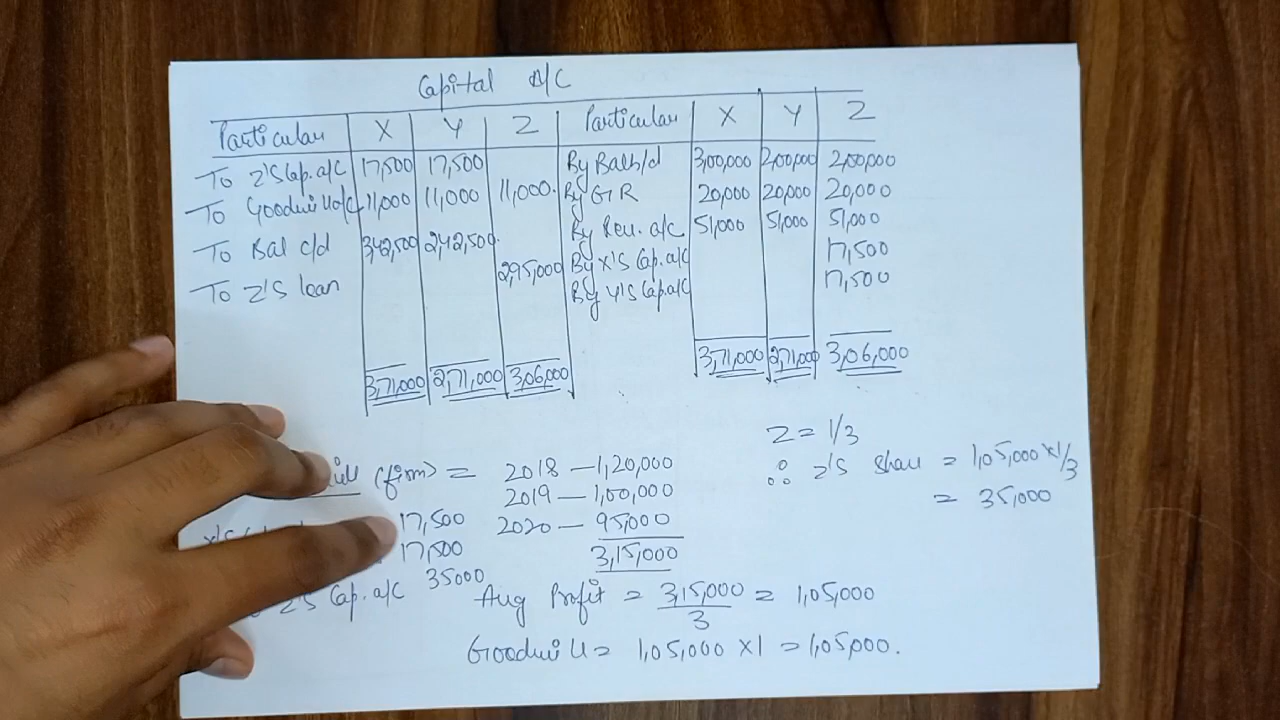 Capital A/C
Particular X Y Z Particular X Y Z
To Z'S Cap. a/c 17,500 17,500 By Bal b/d 3,00,000 2,00,000 2,00,000
To Goodwill a/c 11,000 11,000 11,000. By G R 20,000 20,000 20,000
To Bal c/d 3,42,500 2,42,500. By Rev. a/c 51,000 51,000 51,000
To Z'S loan 2,95,000 By X'S Cap. a/c 17,500
By Y'S Cap. a/c 17,500
3,71,000 2,71,000 3,06,000 3,71,000 2,71,000 3,06,000
(firm) = 2018 – 1,20,000
2019 – 1,00,000
2020 – 95,000
3,15,000
Z = 1/3
∴ Z'S Share = 1,05,000 x 1/3
= 35,000
17,500
17,500
Z'S Cap. a/c 35000
Avg Profit = 3,15,000/3 = 1,05,000
Goodwill = 1,05,000 x 1 = 1,05,000.